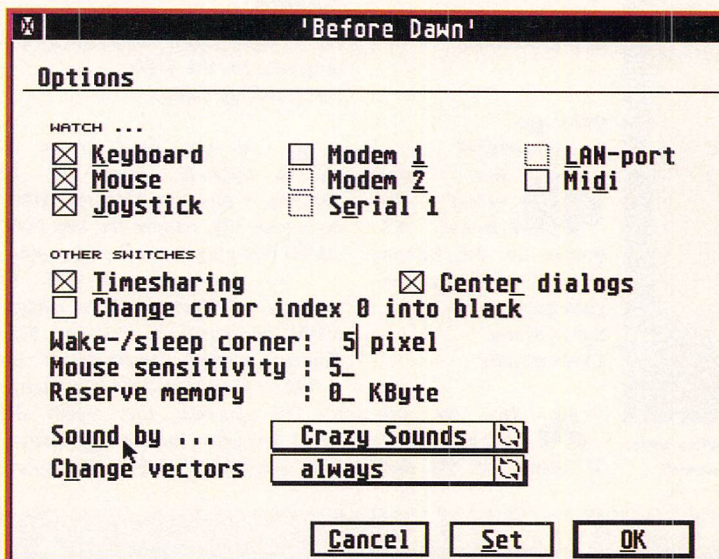 'Before Dawn'
Options
WATCH ...
Keyboard Modem 1 LAN-port
Mouse Modem 2 Midi
Joystick Serial 1
OTHER SWITCHES
Timesharing Center dialogs
Change color index 0 into black
Wake-/sleep corner: 5 pixel
Mouse sensitivity : 5_
Reserve memory : 0_ KByte
Sound by ... Crazy Sounds
Change vectors always
Cancel Set OK